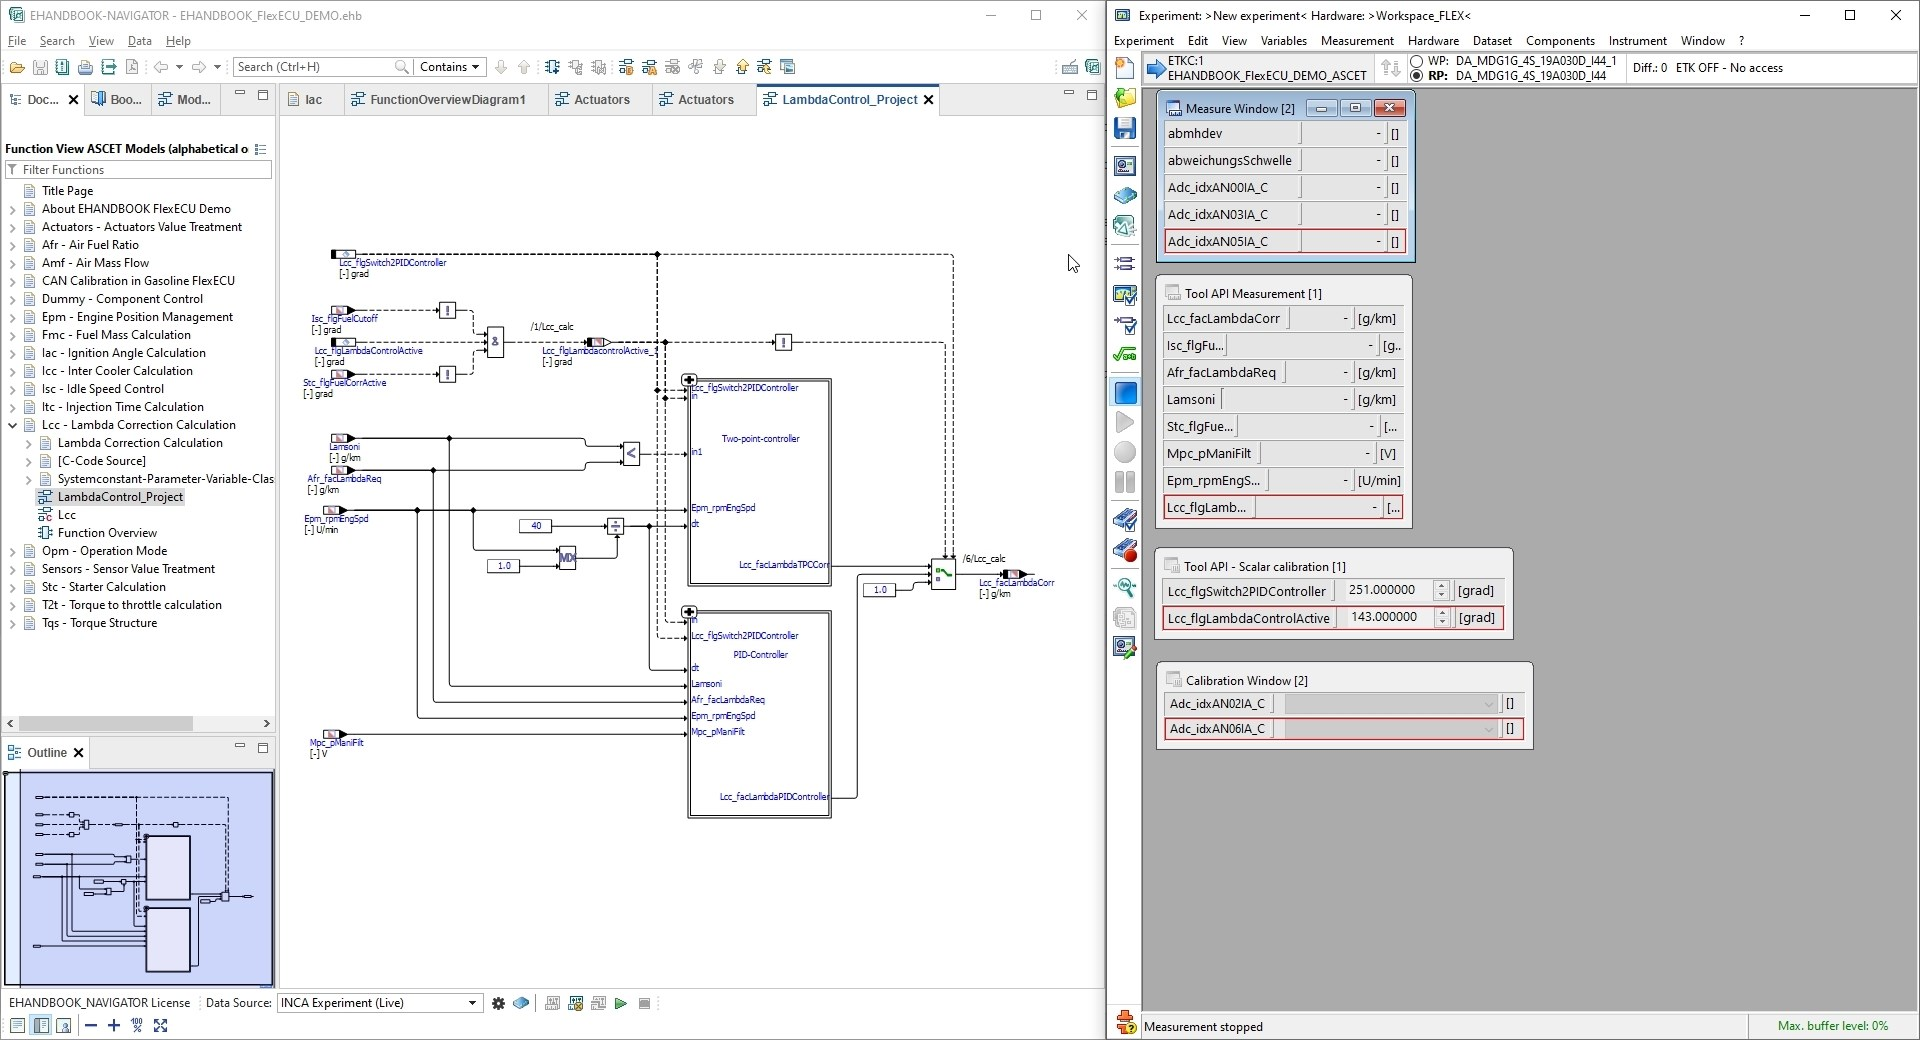 EHANDBOOK-NAVIGATOR - EHANDBOOK_FlexECU_DEMO.ehb
File Search View Data Help
Search (Ctrl+H)
Contains
Doc...
Boo...
Mod...
Iac
FunctionOverviewDiagram1
Actuators
Actuators
LambdaControl_Project
Function View ASCET Models (alphabetical o
Filter Functions
Title Page
About EHANDBOOK FlexECU Demo
Actuators - Actuators Value Treatment
Afr - Air Fuel Ratio
Amf - Air Mass Flow
CAN Calibration in Gasoline FlexECU
Dummy - Component Control
Epm - Engine Position Management
Fmc - Fuel Mass Calculation
Iac - Ignition Angle Calculation
Icc - Inter Cooler Calculation
Isc - Idle Speed Control
Itc - Injection Time Calculation
Lcc - Lambda Correction Calculation
Lambda Correction Calculation
[C-Code Source]
Systemconstant-Parameter-Variable-Clas
LambdaControl_Project
Lcc
Function Overview
Opm - Operation Mode
Sensors - Sensor Value Treatment
Stc - Starter Calculation
T2t - Torque to throttle calculation
Tqs - Torque Structure
Outline
Lcc_flgSwitch2PIDController
[-] grad
Isc_flgFuelCutoff
[-] grad
!
Lcc_flgLambdaControlActive
[-] grad
&
/1/Lcc_calc
Lcc_flgLambdacontrolActive_1
[-] grad
!
Stc_flgFuelCorrActive
[-] grad
!
Lcc_flgSwitch2PIDController
in
Two-point-controller
in1
Lamsoni
[-] g/km
<
Afr_facLambdaReq
[-] g/km
Epm_rpmEngSpd
[-] U/min
Epm_rpmEngSpd
40
÷
dt
1.0
MX
Lcc_facLambdaTPCCorr
/6/Lcc_calc
1.0
Lcc_facLambdaCorr
[-] g/km
in
Lcc_flgSwitch2PIDController
PID-Controller
dt
Lamsoni
Afr_facLambdaReq
Epm_rpmEngSpd
Mpc_pManiFilt
Mpc_pManiFilt
[-] V
Lcc_facLambdaPIDController
EHANDBOOK_NAVIGATOR License Data Source: INCA Experiment (Live)
100 %
Experiment: >New experiment< Hardware: >Workspace_FLEX<
Experiment Edit View Variables Measurement Hardware Dataset Components Instrument Window ?
ETKC:1
EHANDBOOK_FlexECU_DEMO_ASCET
WP: DA_MDG1G_4S_19A030D_I44_1
RP: DA_MDG1G_4S_19A030D_I44
Diff.: 0 ETK OFF - No access
Measure Window [2]
abmhdev - []
abweichungsSchwelle - []
Adc_idxAN00IA_C - []
Adc_idxAN03IA_C - []
Adc_idxAN05IA_C - []
Tool API Measurement [1]
Lcc_facLambdaCorr - [g/km]
Isc_flgFu... - [g..
Afr_facLambdaReq - [g/km]
Lamsoni - [g/km]
Stc_flgFue... - [...
Mpc_pManiFilt - [V]
Epm_rpmEngS... - [U/min]
Lcc_flgLamb... - [...
Tool API - Scalar calibration [1]
Lcc_flgSwitch2PIDController 251.000000 [grad]
Lcc_flgLambdaControlActive 143.000000 [grad]
Calibration Window [2]
Adc_idxAN02IA_C []
Adc_idxAN06IA_C []
Measurement stopped
Max. buffer level: 0%